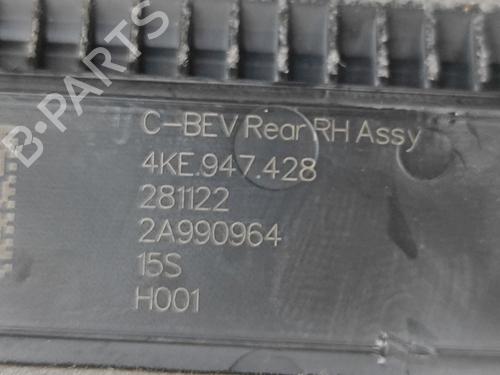 C-BEV Rear RH Assy
4KE.947.428
281122
2A990964
15S
H001
B-PARTS